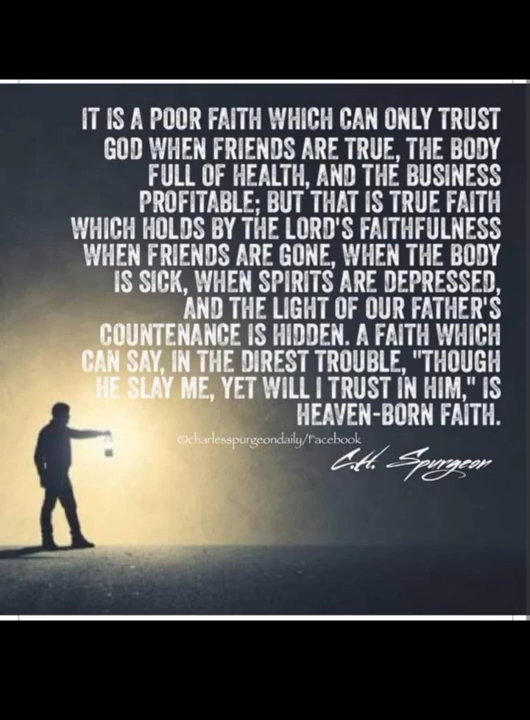 IT IS A POOR FAITH WHICH CAN ONLY TRUST
GOD WHEN FRIENDS ARE TRUE, THE BODY
FULL OF HEALTH, AND THE BUSINESS
PROFITABLE; BUT THAT IS TRUE FAITH
WHICH HOLDS BY THE LORD'S FAITHFULNESS
WHEN FRIENDS ARE GONE, WHEN THE BODY
IS SICK, WHEN SPIRITS ARE DEPRESSED,
AND THE LIGHT OF OUR FATHER'S
COUNTENANCE IS HIDDEN. A FAITH WHICH
CAN SAY, IN THE DIREST TROUBLE, "THOUGH
HE SLAY ME, YET WILL I TRUST IN HIM," IS
HEAVEN-BORN FAITH.
©charlesspurgeondaily/Facebook
C.H. Spurgeon